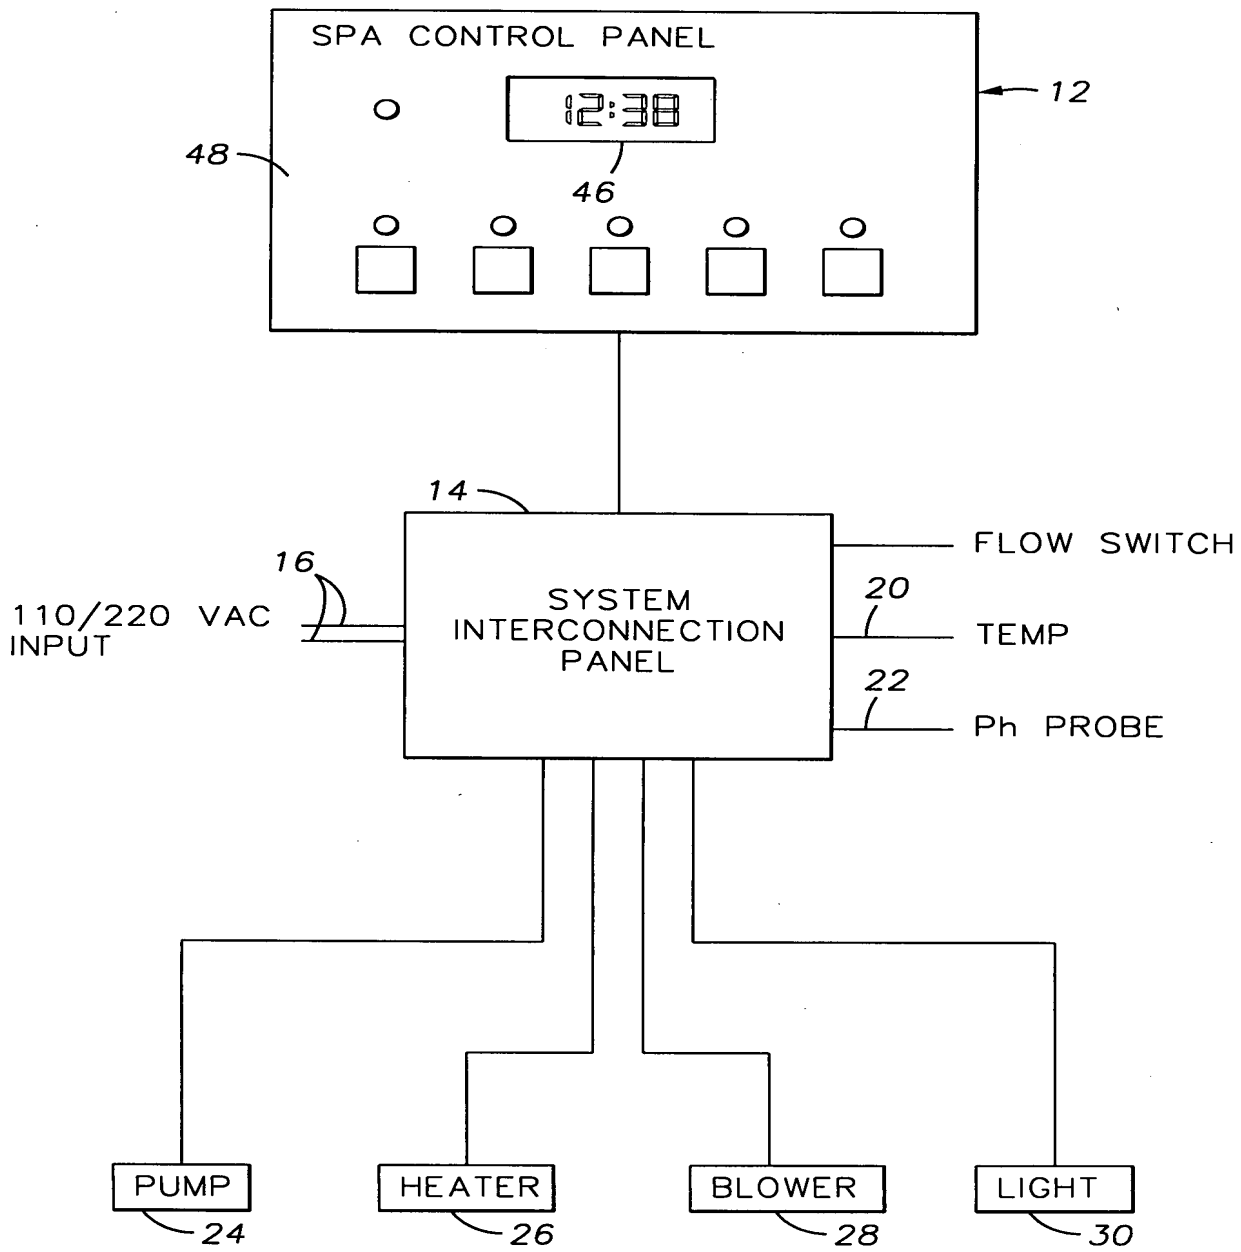 SPA CONTROL PANEL
12:38
12
48
46
14
FLOW SWITCH
16
20
110/220 VAC
INPUT
SYSTEM
INTERCONNECTION
PANEL
TEMP
22
Ph PROBE
PUMP
HEATER
BLOWER
LIGHT
24
26
28
30